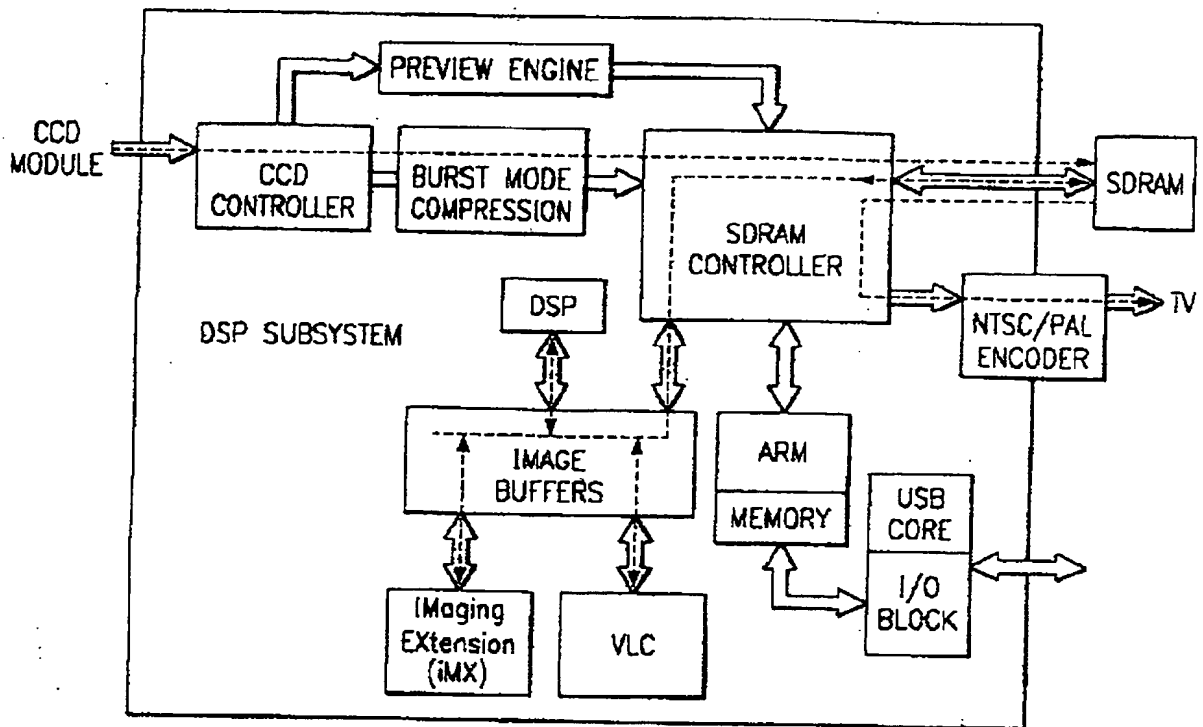 PREVIEW ENGINE
CCD
MODULE
CCD
CONTROLLER
BURST MODE
COMPRESSION
SDRAM
CONTROLLER
SDRAM
DSP
DSP SUBSYSTEM
NTSC/PAL
ENCODER
TV
IMAGE
BUFFERS
ARM
MEMORY
USB
CORE
I/O
BLOCK
IMaging
EXtension
(iMX)
VLC